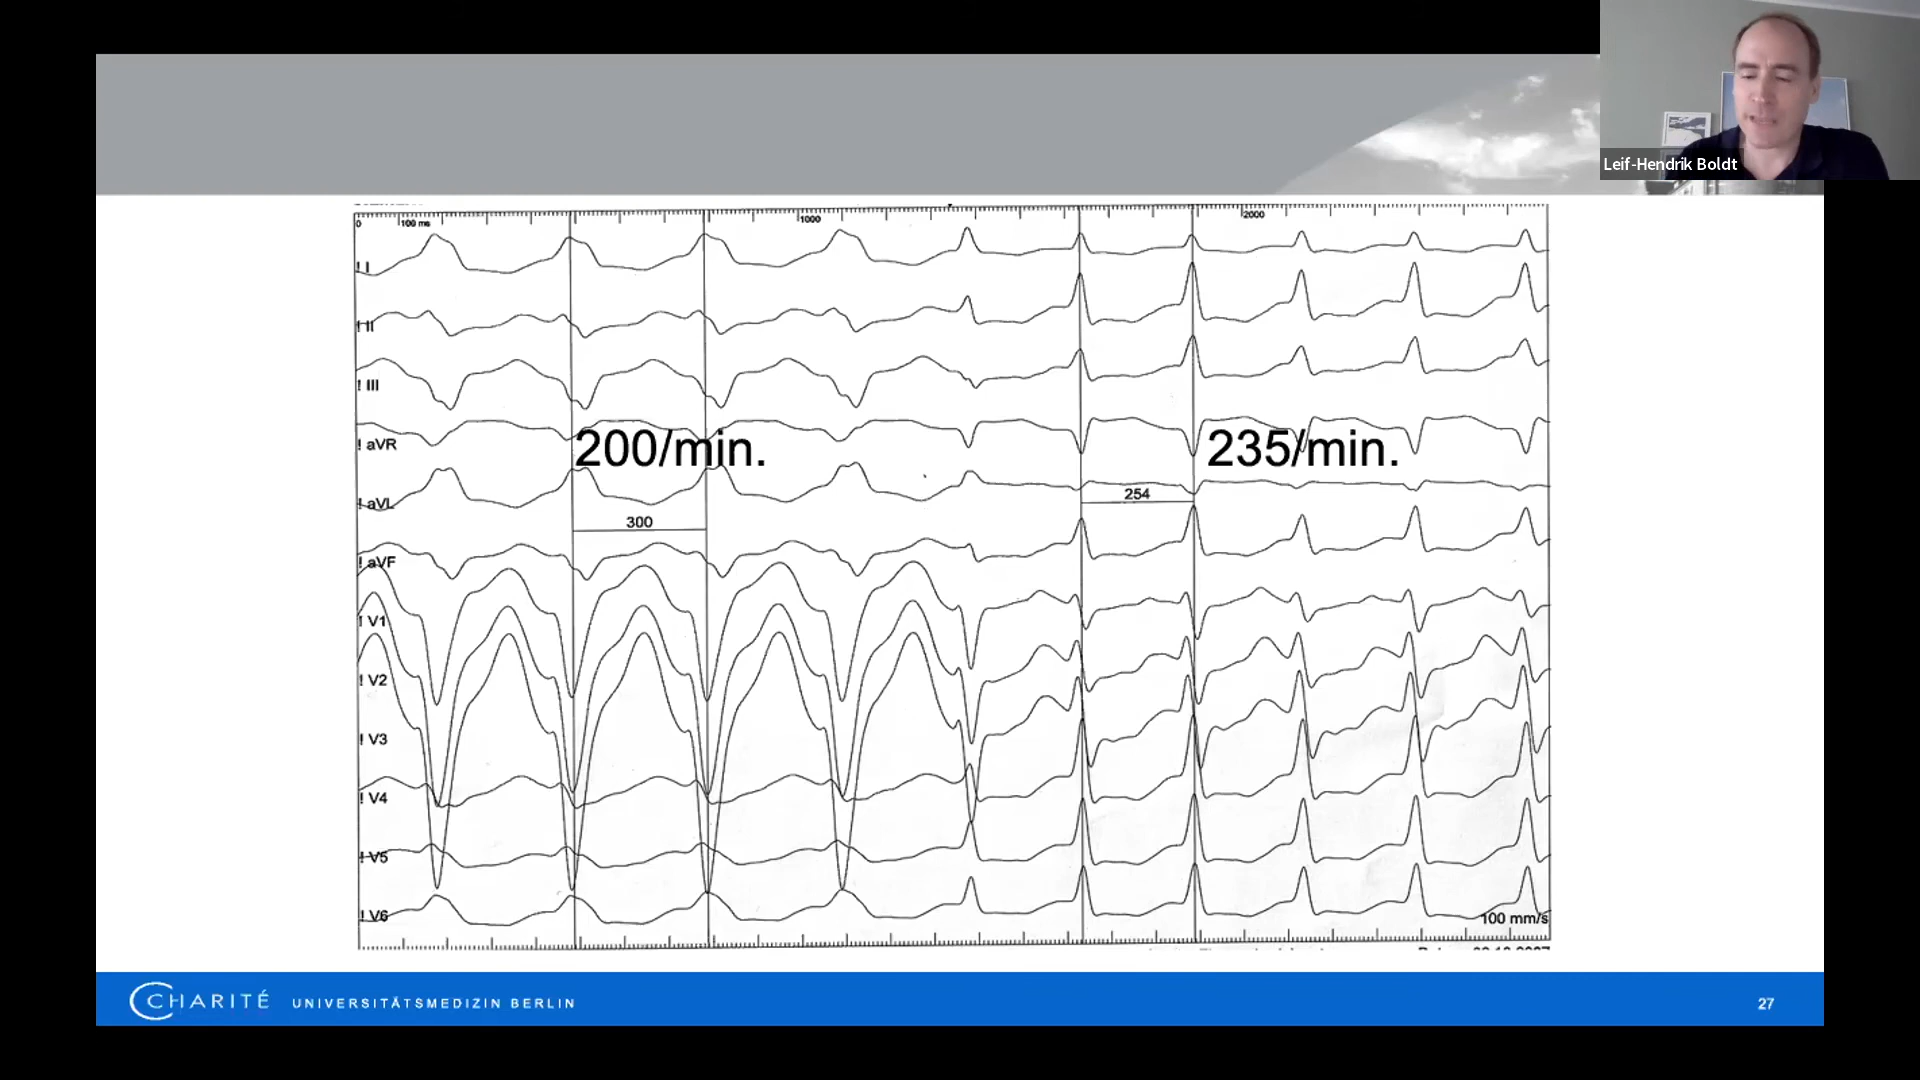 Leif-Hendrik Boldt
0
100 ms
1000
2000
! I
! II
! III
! aVR
200/min.
235/min.
! aVL
254
300
! aVF
! V1
! V2
! V3
! V4
! V5
! V6
100 mm/s
CHARITÉ UNIVERSITÄTSMEDIZIN BERLIN
27